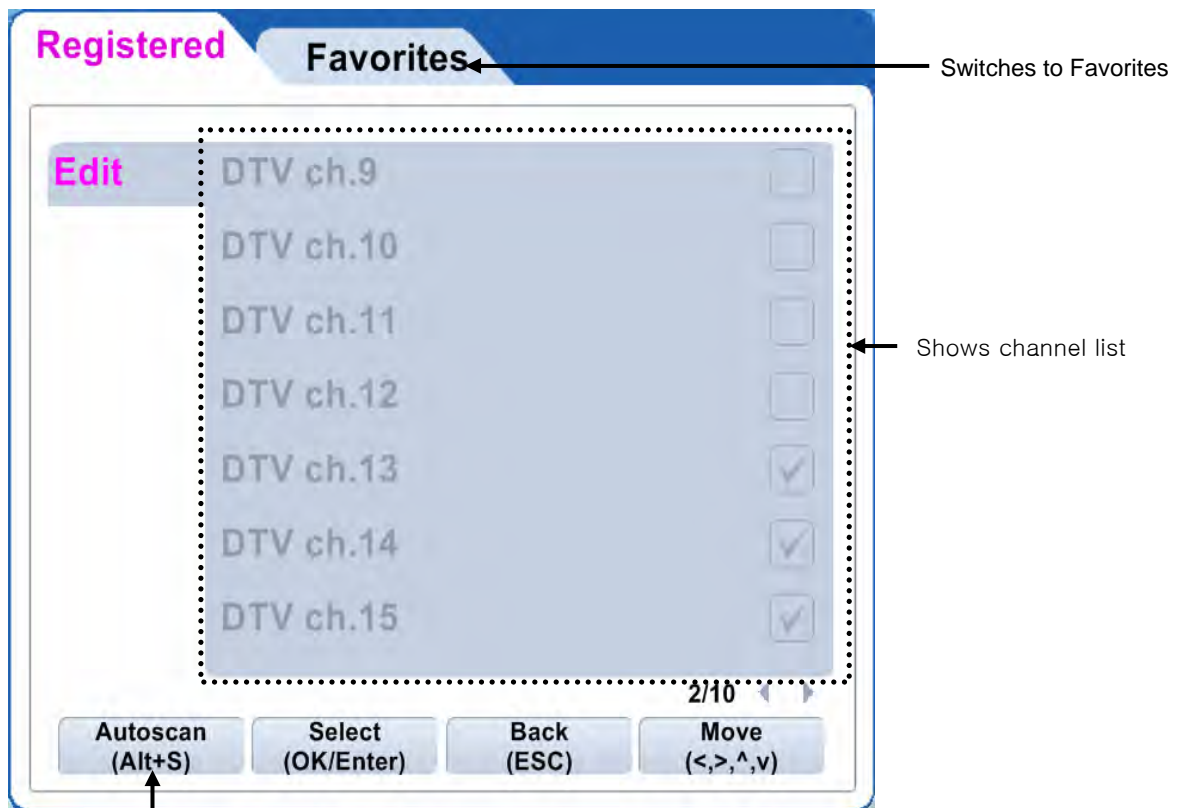 Registered
Favorites
Switches to Favorites
Edit
DTV ch.9
DTV ch.10
DTV ch.11
Shows channel list
DTV ch.12
DTV ch.13
DTV ch.14
DTV ch.15
2/10
Autoscan
(Alt+S)
Select
(OK/Enter)
Back
(ESC)
Move
(<,>,^,v)